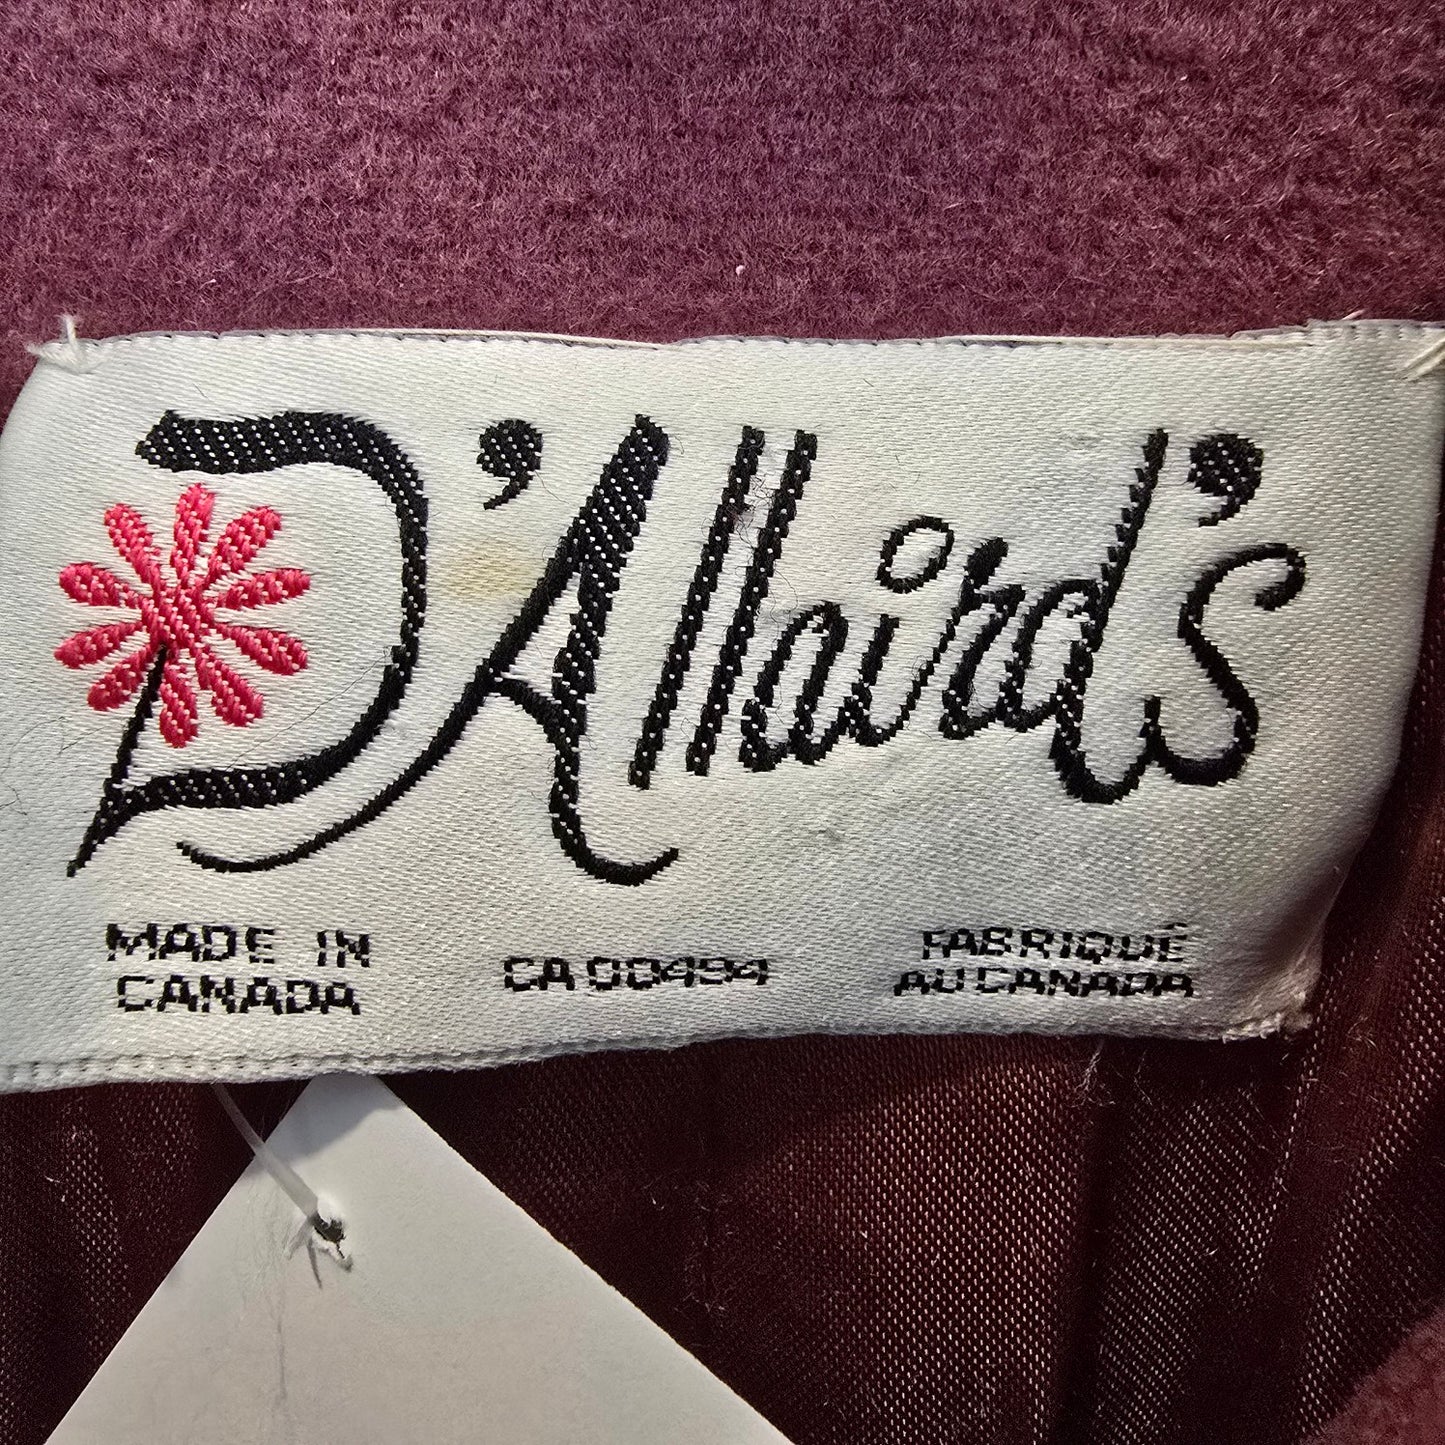 D'Allaird's
MADE IN
CANADA
CA 00494
FABRIQUÉ
AU CANADA